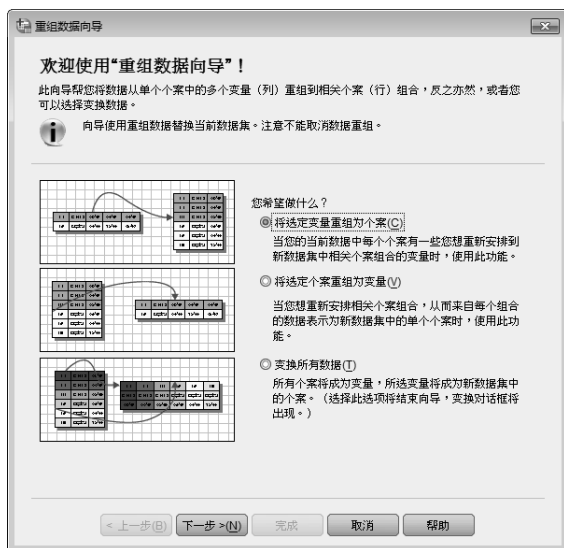 重组数据向导
欢迎使用“重组数据向导”！
此向导帮您将数据从单个个案中的多个变量（列）重组到相关个案（行）组合，反之亦然，或者您
可以选择变换数据。
向导使用重组数据替换当前数据集。注意不能取消数据重组。
您希望做什么？
将选定变量重组为个案(C)
当您的当前数据中每个个案有一些您想重新安排到
新数据集中相关个案组合的变量时，使用此功能。
将选定个案重组为变量(V)
当您想重新安排相关个案组合，从而来自每个组合
的数据表示为新数据集中的单个个案时，使用此功
能。
变换所有数据(T)
所有个案将成为变量，所选变量将成为新数据集中
的个案。（选择此选项将结束向导，变换对话框将
出现。）
< 上一步(B) 下一步 >(N) 完成 取消 帮助